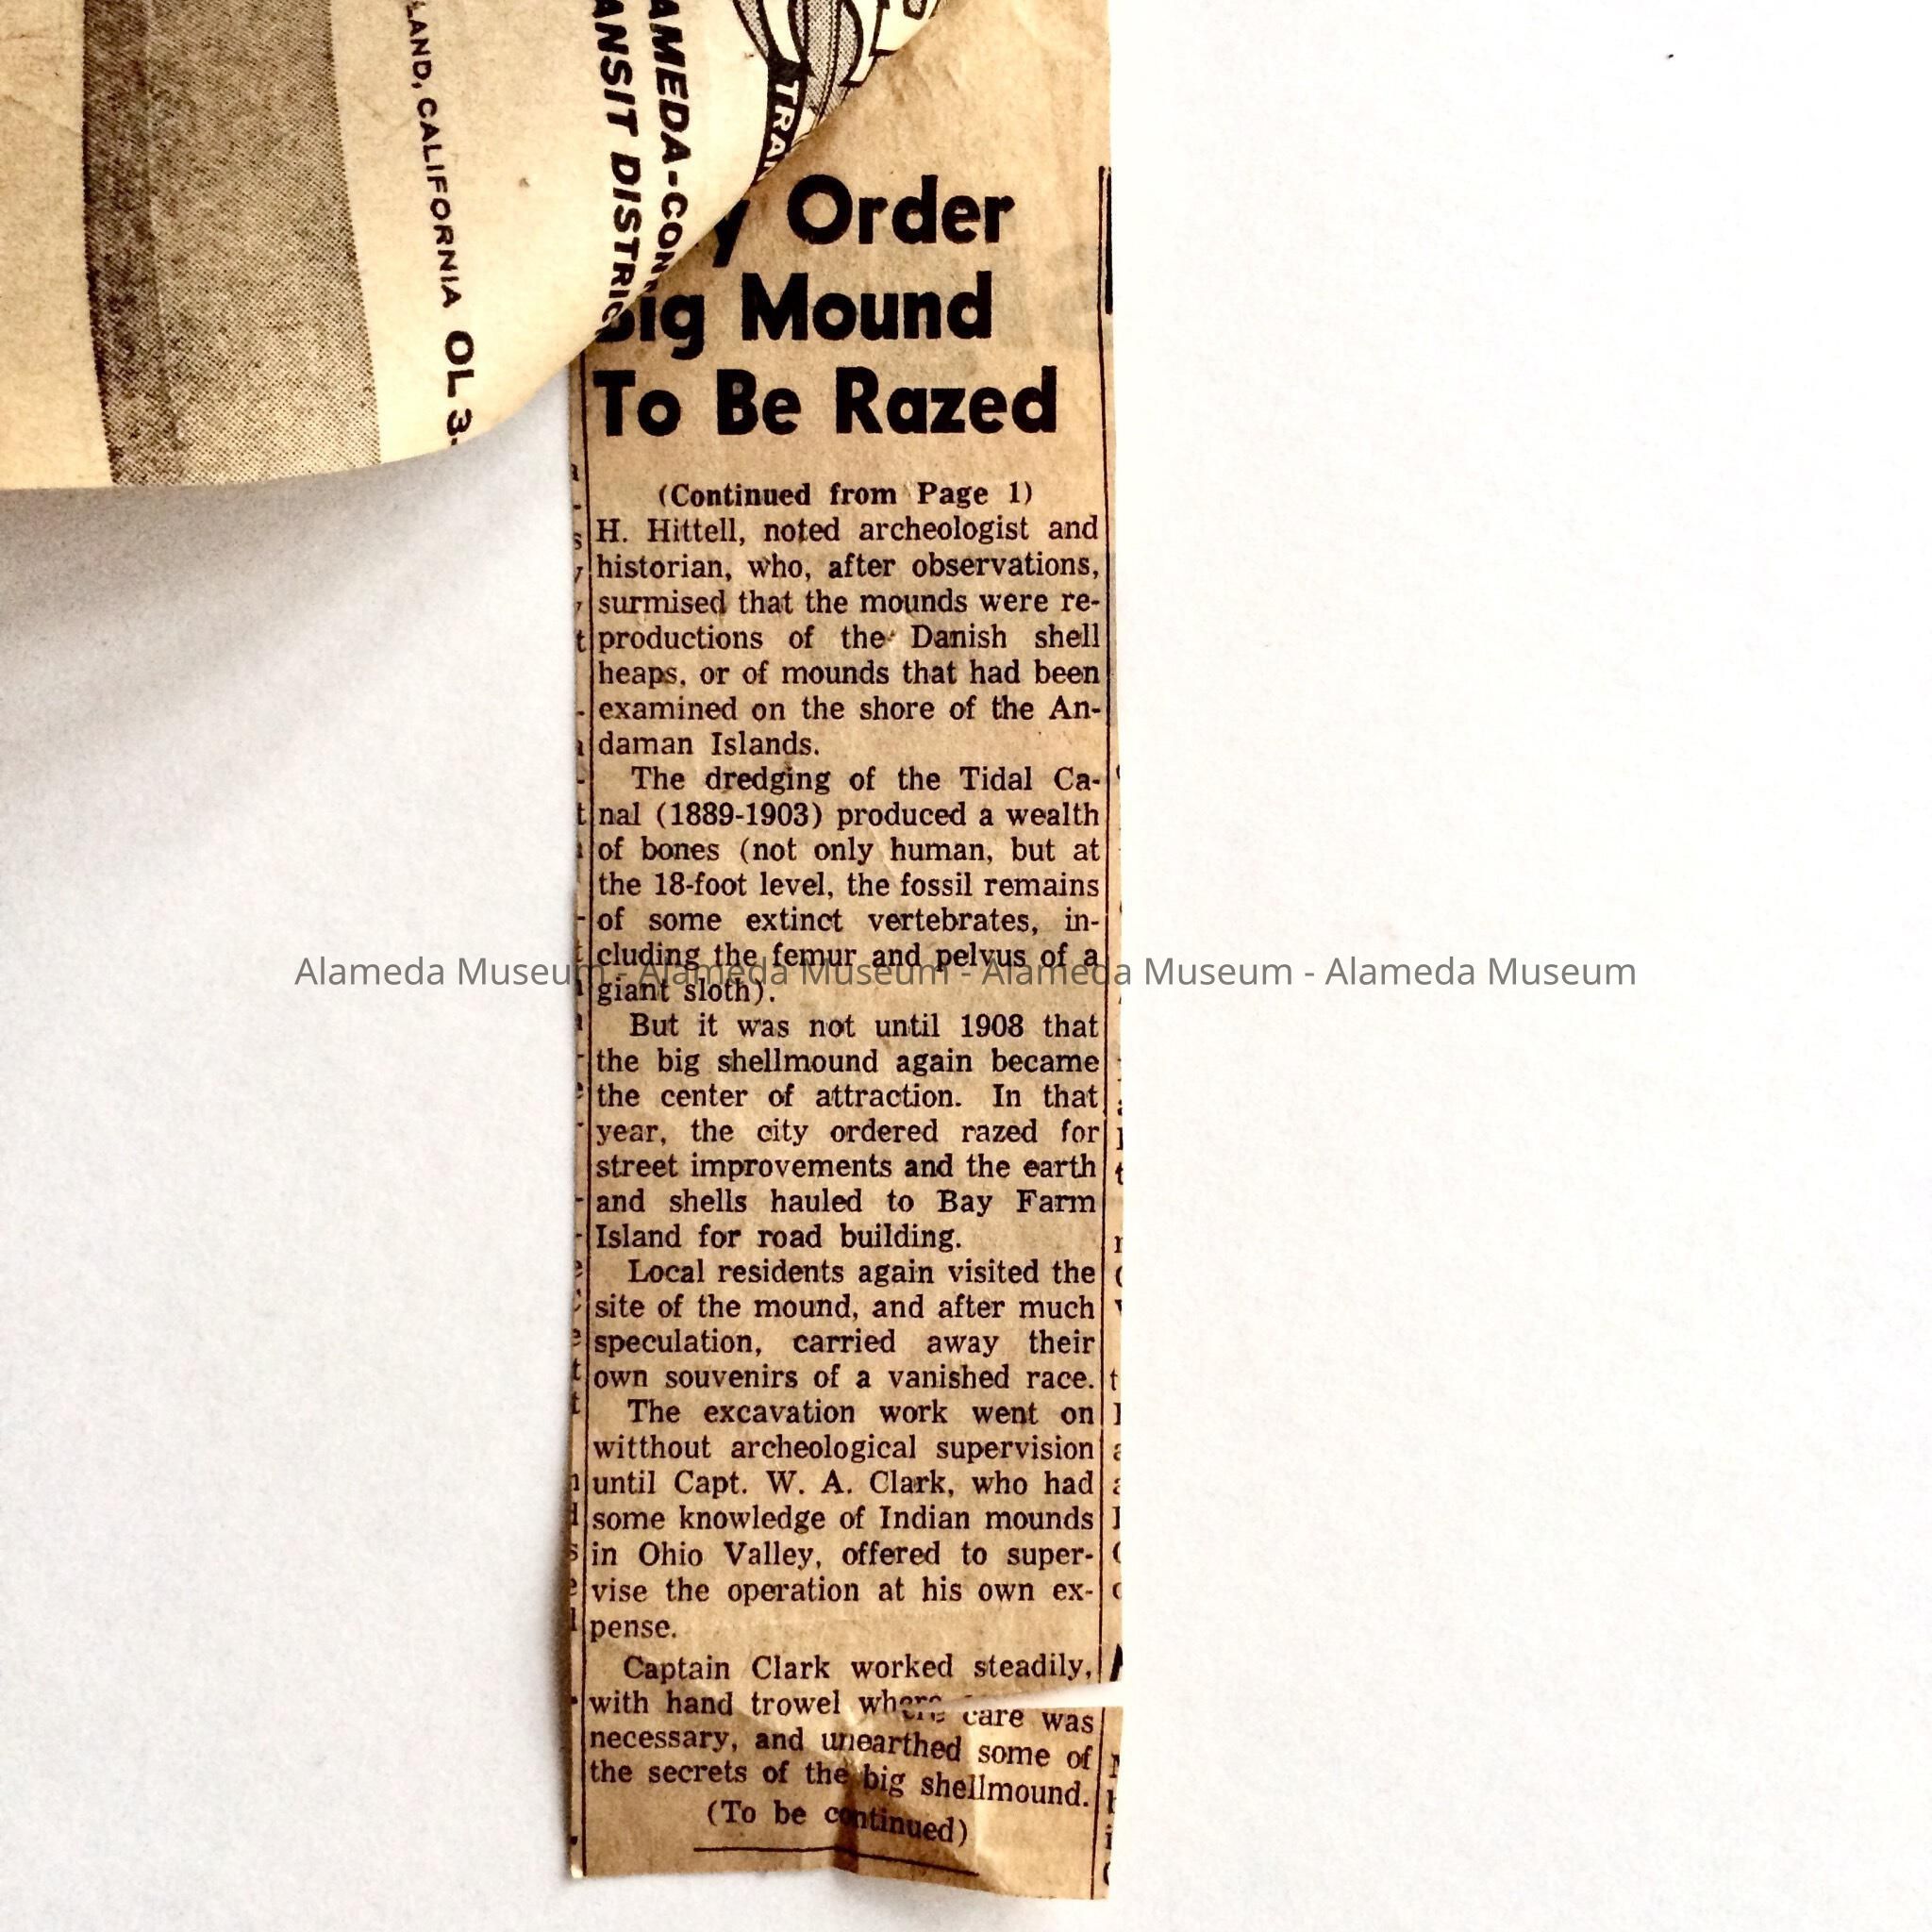 LAND, CALIFORNIA OL 3-
ANSIT DISTRIC
AMEDA-CON
TRA
y Order
Big Mound
To Be Razed
(Continued from Page 1)
H. Hittell, noted archeologist and
historian, who, after observations,
surmised that the mounds were re-
productions of the Danish shell
heaps, or of mounds that had been
examined on the shore of the An-
daman Islands.
The dredging of the Tidal Ca-
nal (1889-1903) produced a wealth
of bones (not only human, but at
the 18-foot level, the fossil remains
of some extinct vertebrates, in-
cluding the femur and pelvus of a
giant sloth).
But it was not until 1908 that
the big shellmound again became
the center of attraction. In that
year, the city ordered razed for
street improvements and the earth
and shells hauled to Bay Farm
Island for road building.
Local residents again visited the
site of the mound, and after much
speculation, carried away their
own souvenirs of a vanished race.
The excavation work went on
witthout archeological supervision
until Capt. W. A. Clark, who had
some knowledge of Indian mounds
in Ohio Valley, offered to super-
vise the operation at his own ex-
pense.
Captain Clark worked steadily,
with hand trowel where care was
necessary, and unearthed some of
the secrets of the big shellmound.
(To be continued)
Alameda Museum - Alameda Museum - Alameda Museum - Alameda Museum